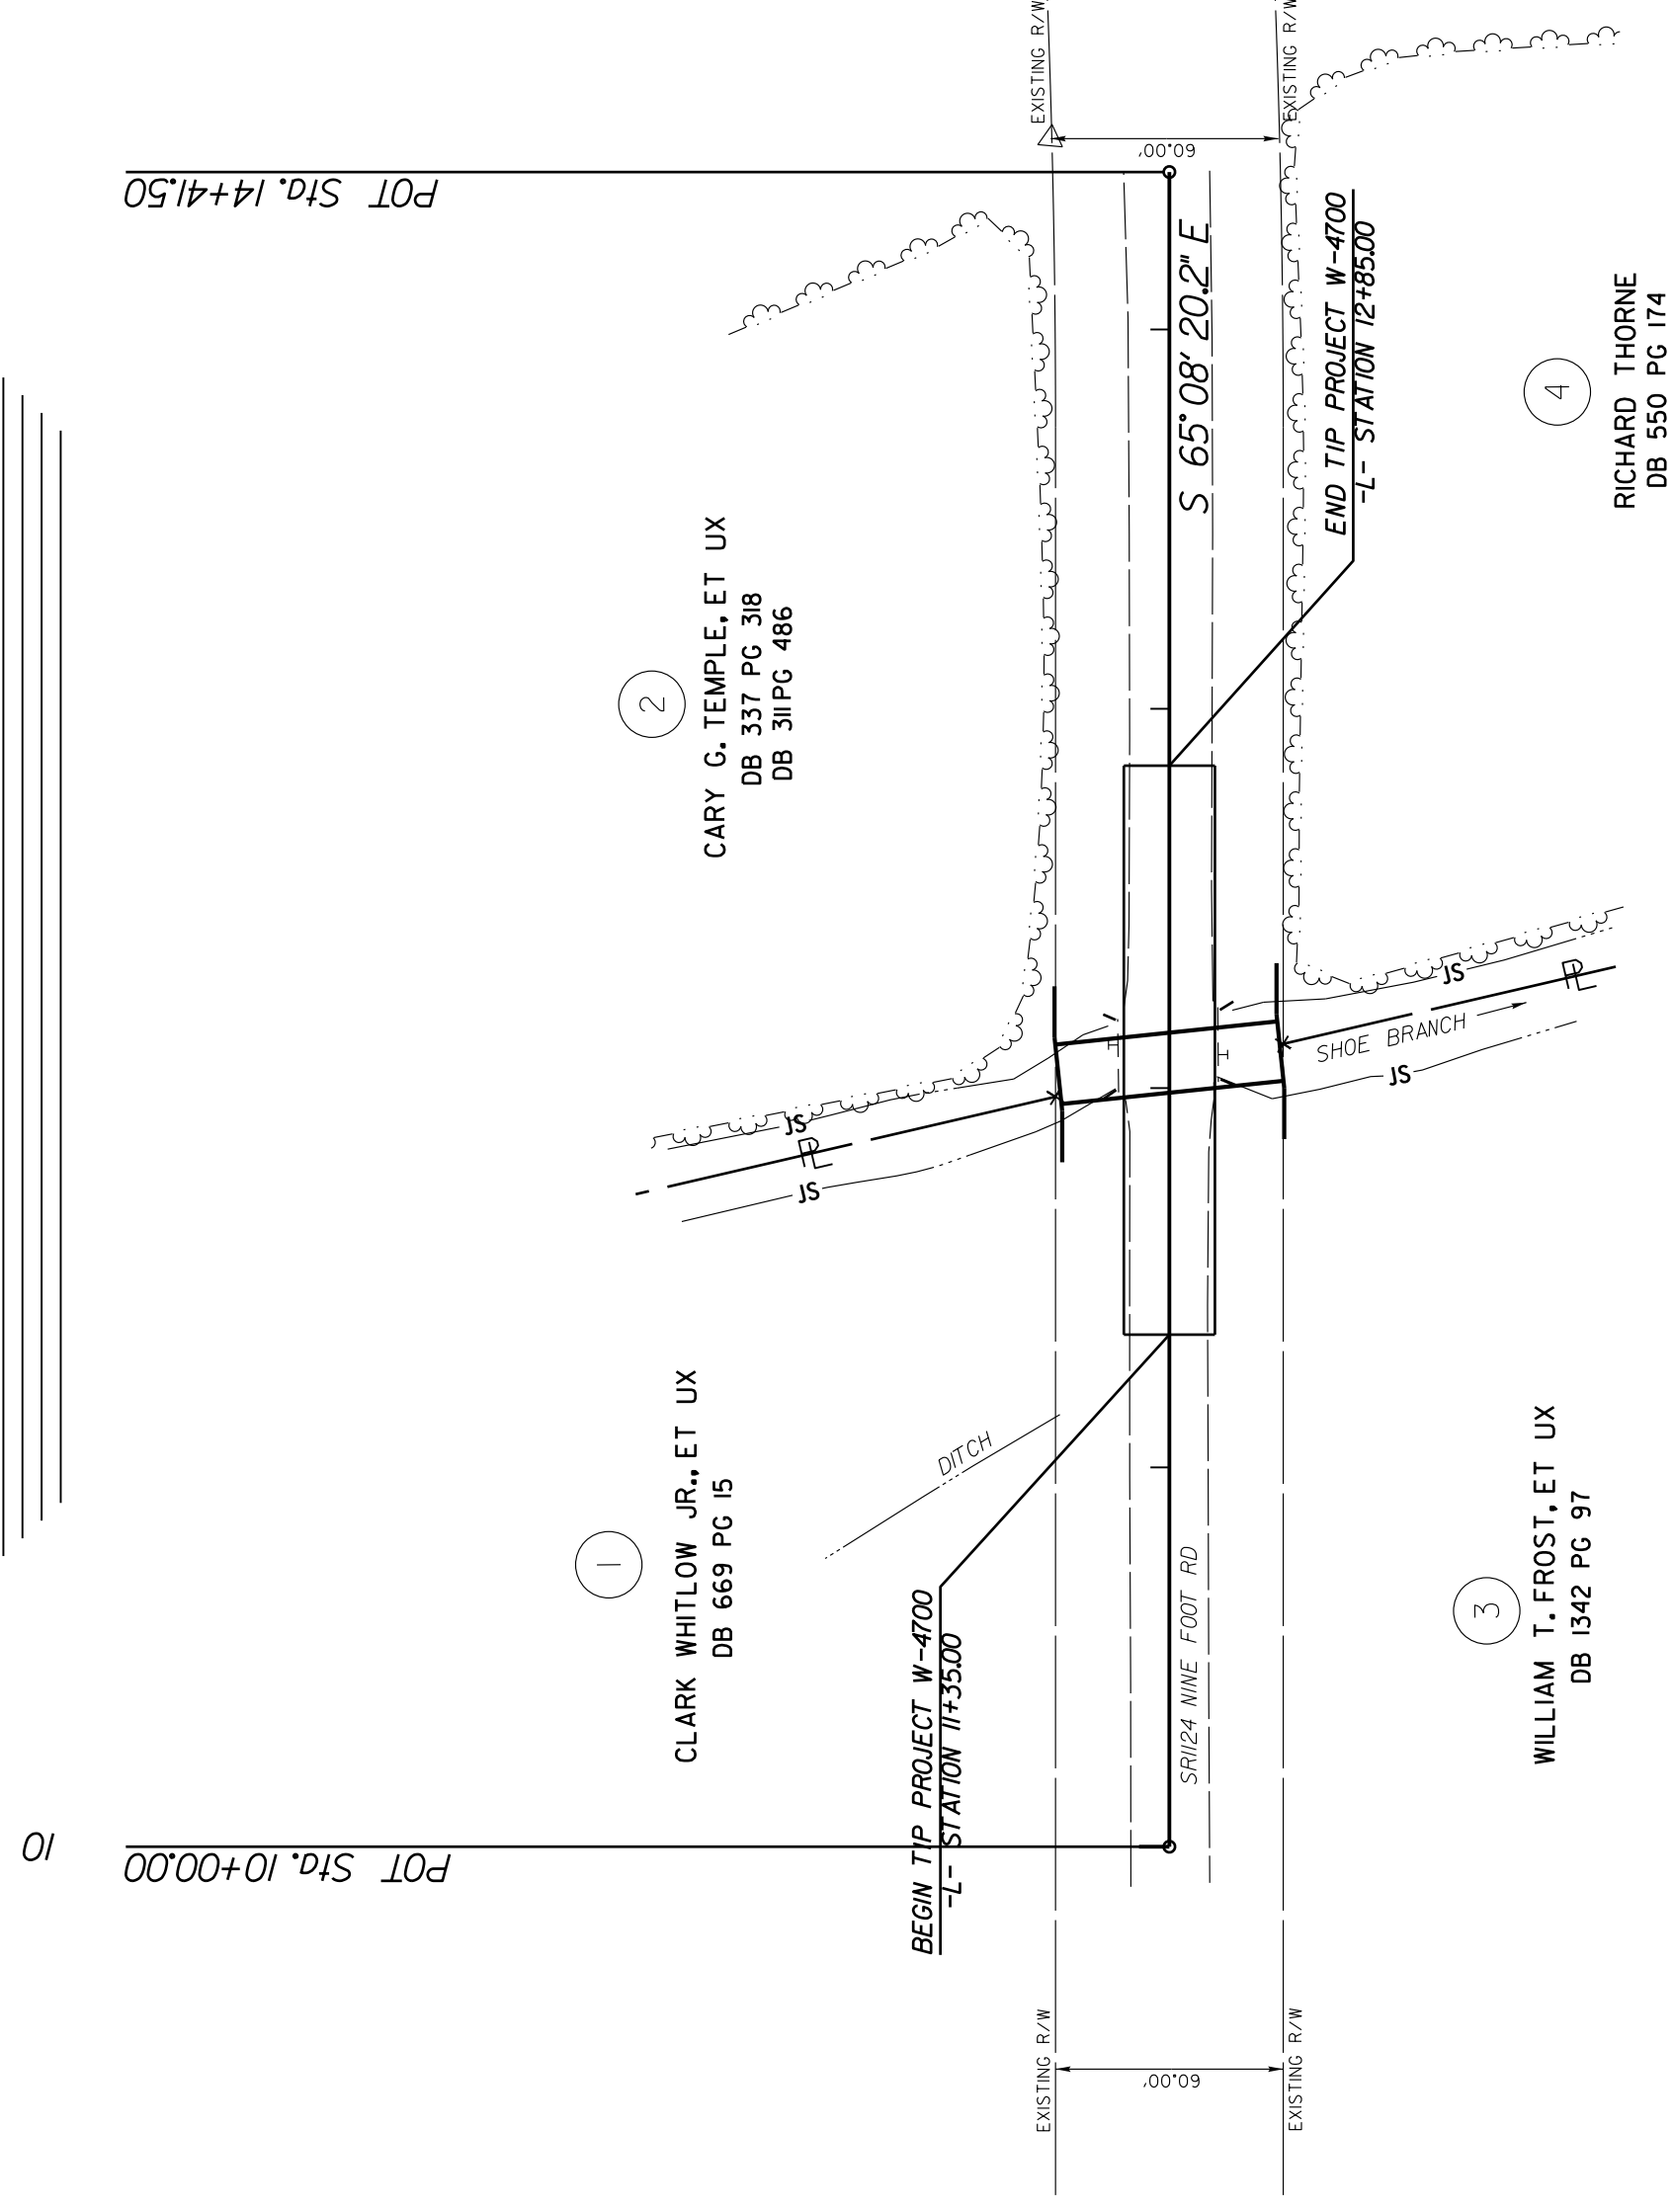 10
POT Sta. 10+00.00
POT Sta. 14+41.50
1
CLARK WHITLOW JR., ET UX
DB 669 PG 15
2
CARY G. TEMPLE, ET UX
DB 337 PG 318
DB 311 PG 486
DITCH
JS
PL
JS
BEGIN TIP PROJECT W-4700
-L- STATION 11+35.00
EXISTING R/W
60.00'
EXISTING R/W
EXISTING R/W
60.00'
EXISTING R/W
H
H
SR1124 NINE FOOT RD
S 65° 08' 20.2" E
END TIP PROJECT W-4700
-L- STATION 12+85.00
SHOE BRANCH
JS
JS
PL
3
WILLIAM T. FROST, ET UX
DB 1342 PG 97
4
RICHARD THORNE
DB 550 PG 174